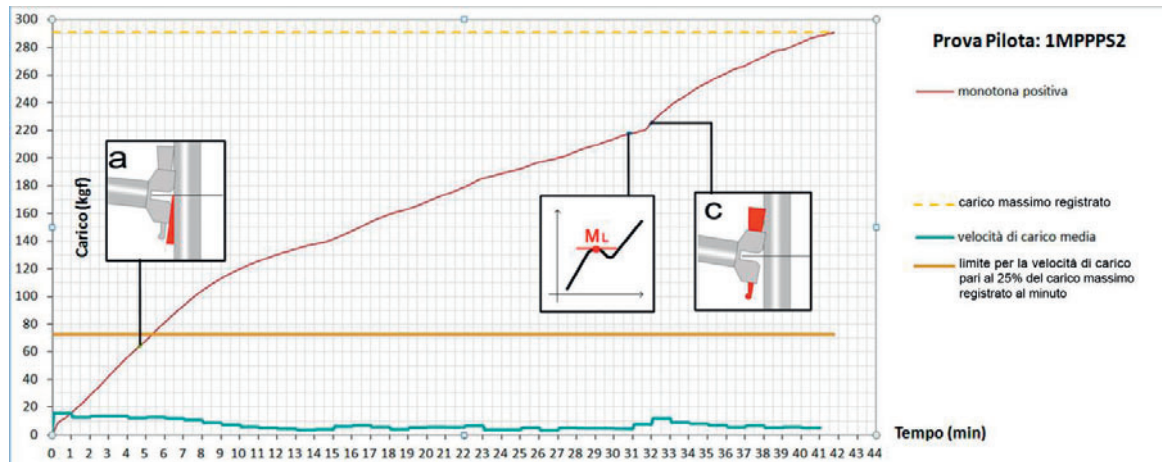 Prova Pilota: 1MPPPS2
300
280
260
240
220
200
180
160
140
120
100
80
60
40
20
0
Carico (kgf)
a
ML
c
monotona positiva
carico massimo registrato
velocità di carico media
limite per la velocità di carico
pari al 25% del carico massimo
registrato al minuto
0 1 2 3 4 5 6 7 8 9 10 11 12 13 14 15 16 17 18 19 20 21 22 23 24 25 26 27 28 29 30 31 32 33 34 35 36 37 38 39 40 41 42 43 44
Tempo (min)